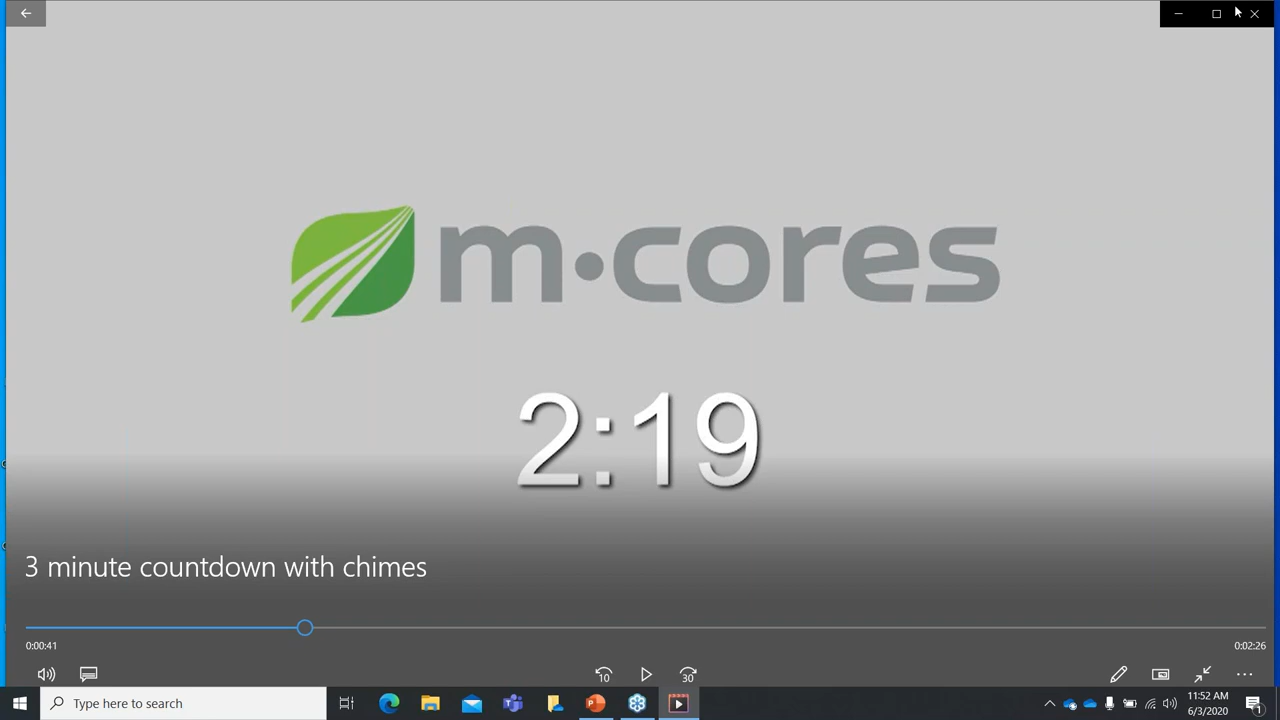 m·cores
2:19
3 minute countdown with chimes
0:00:41
0:02:26
10
30
Type here to search
11:52 AM
6/3/2020
1